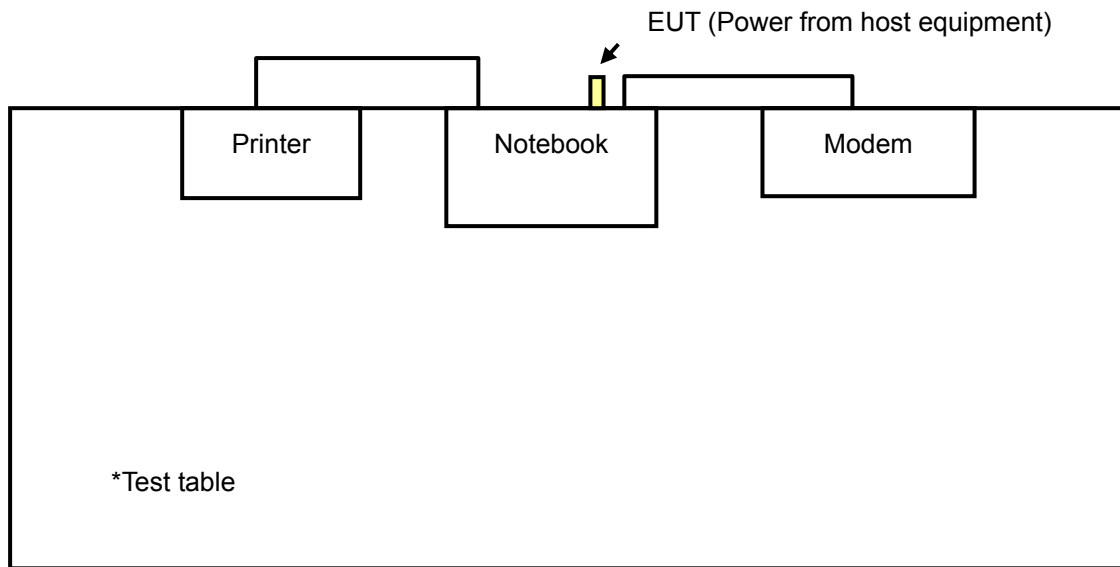 EUT (Power from host equipment)
Printer
Notebook
Modem
*Test table